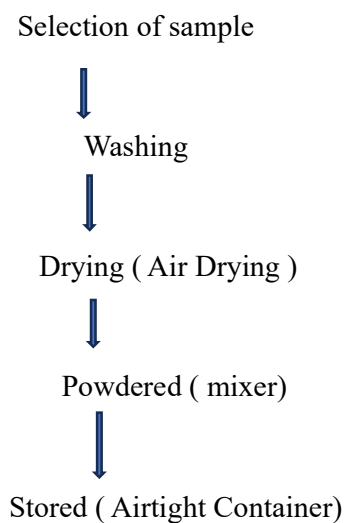 Selection of sample
Washing
Drying ( Air Drying )
Powdered ( mixer)
Stored ( Airtight Container)